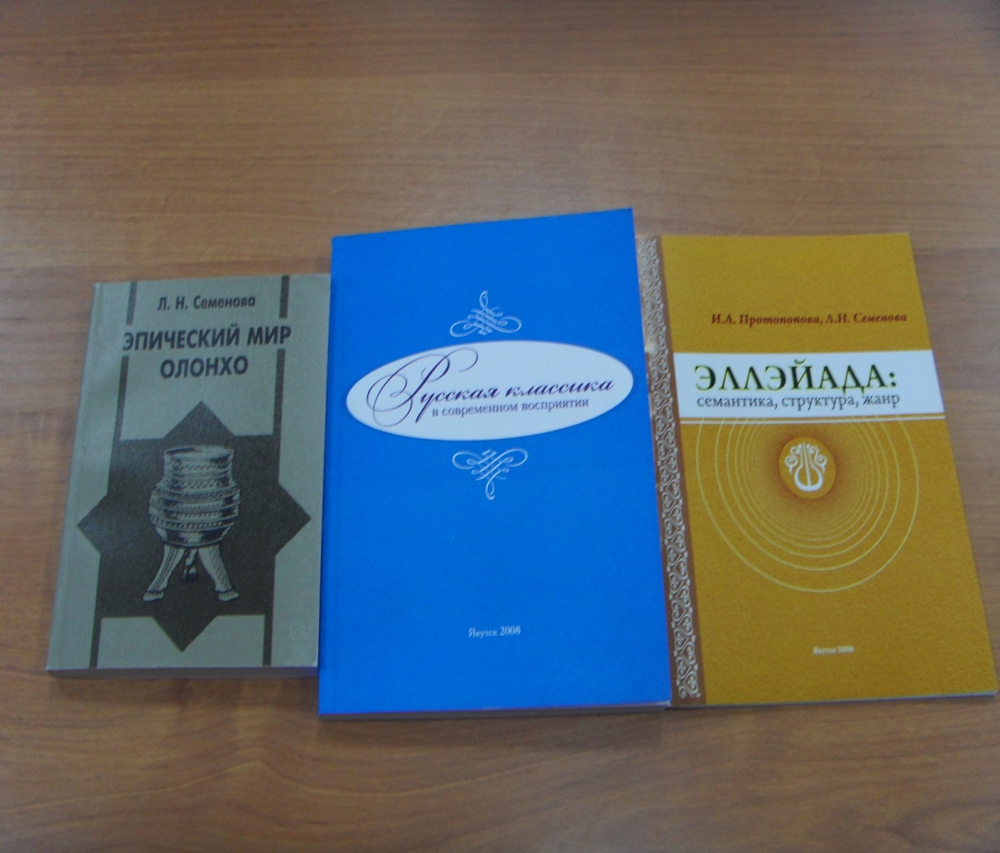 Л. Н. Семенова
ЭПИЧЕСКИЙ МИР
ОЛОНХО
Русская классика
в современном восприятии
Якутск 2008
И.А. Протопопова, Л.Н. Семенова
ЭЛЛЭЙАДА:
семантика, структура, жанр
Якутск 2008